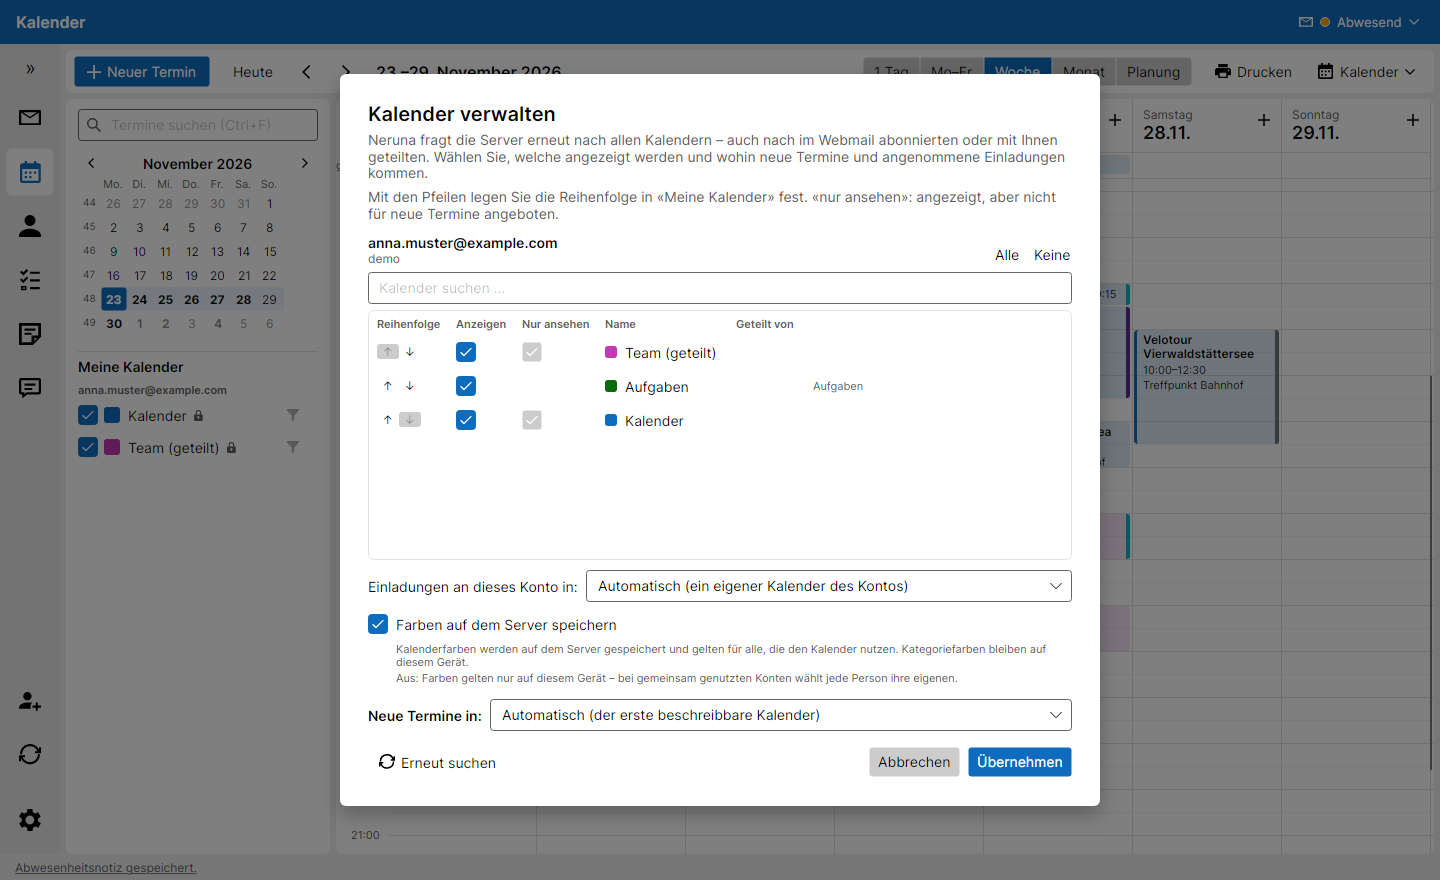 Kalender
Abwesend
Neuer Termin
Heute
23.–29. November 2026
1 Tag
Mo–Fr
Woche
Monat
Planung
Drucken
Kalender
Termine suchen (Ctrl+F)
November 2026
Mo. Di. Mi. Do. Fr. Sa. So.
44 26 27 28 29 30 31 1
45 2 3 4 5 6 7 8
46 9 10 11 12 13 14 15
47 16 17 18 19 20 21 22
48 23 24 25 26 27 28 29
49 30 1 2 3 4 5 6
Meine Kalender
anna.muster@example.com
Kalender
Team (geteilt)
Kalender verwalten
Neruna fragt die Server erneut nach allen Kalendern – auch nach im Webmail abonnierten oder mit Ihnen
geteilten. Wählen Sie, welche angezeigt werden und wohin neue Termine und angenommene Einladungen
kommen.
Mit den Pfeilen legen Sie die Reihenfolge in «Meine Kalender» fest. «nur ansehen»: angezeigt, aber nicht
für neue Termine angeboten.
anna.muster@example.com
demo
Alle
Keine
Kalender suchen ...
Reihenfolge Anzeigen Nur ansehen Name Geteilt von
Team (geteilt)
Aufgaben Aufgaben
Kalender
Einladungen an dieses Konto in: Automatisch (ein eigener Kalender des Kontos)
Farben auf dem Server speichern
Kalenderfarben werden auf dem Server gespeichert und gelten für alle, die den Kalender nutzen. Kategoriefarben bleiben auf
diesem Gerät.
Aus: Farben gelten nur auf diesem Gerät – bei gemeinsam genutzten Konten wählt jede Person ihre eigenen.
Neue Termine in: Automatisch (der erste beschreibbare Kalender)
Erneut suchen
Abbrechen
Übernehmen
Samstag
28.11.
Sonntag
29.11.
Velotour
Vierwaldstättersee
10:00–12:30
Treffpunkt Bahnhof
21:00
Abwesenheitsnotiz gespeichert.